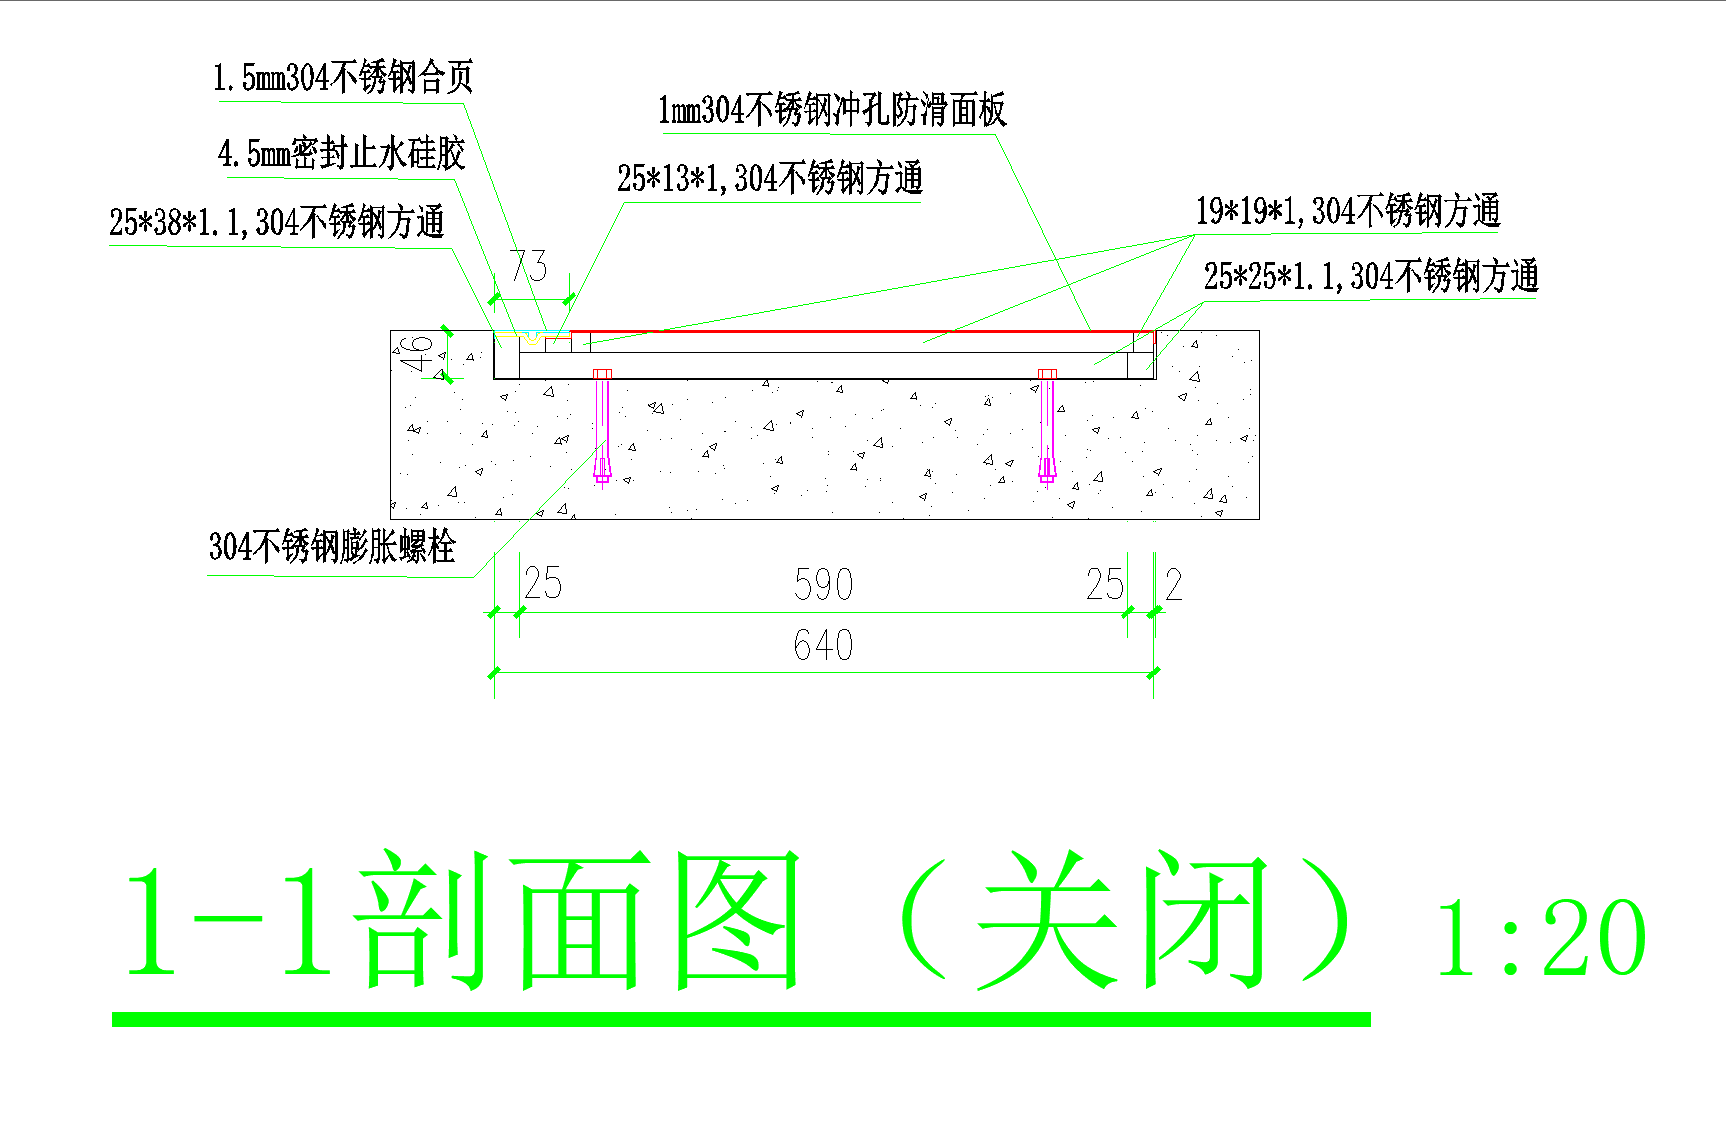 1.5mm304不锈钢合页
1mm304不锈钢冲孔防滑面板
4.5mm密封止水硅胶
25*13*1,304不锈钢方通
25*38*1.1,304不锈钢方通
19*19*1,304不锈钢方通
73
25*25*1.1,304不锈钢方通
46
304不锈钢膨胀螺栓
25 590 25 2
640
1-1剖面图（关闭） 1:20